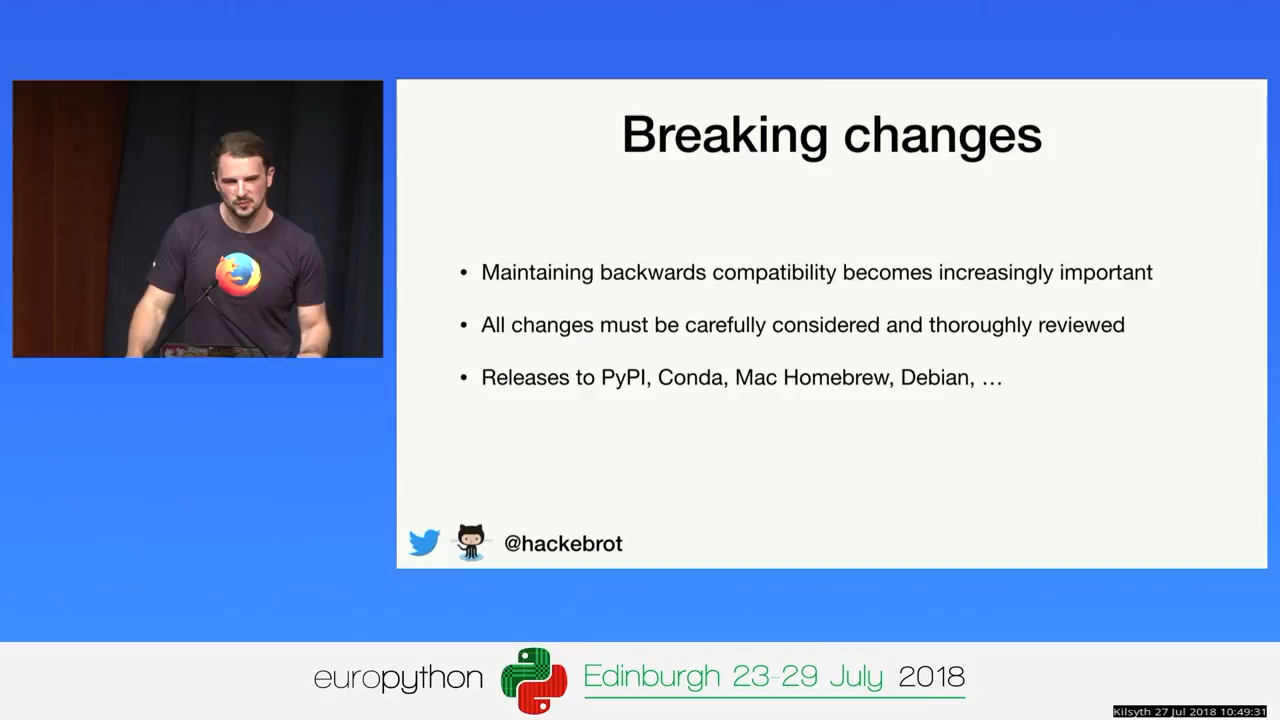 Breaking changes
• Maintaining backwards compatibility becomes increasingly important
• All changes must be carefully considered and thoroughly reviewed
• Releases to PyPI, Conda, Mac Homebrew, Debian, …
@hackebrot
europython Edinburgh 23-29 July 2018
Kilsyth 27 Jul 2018 10:49:31